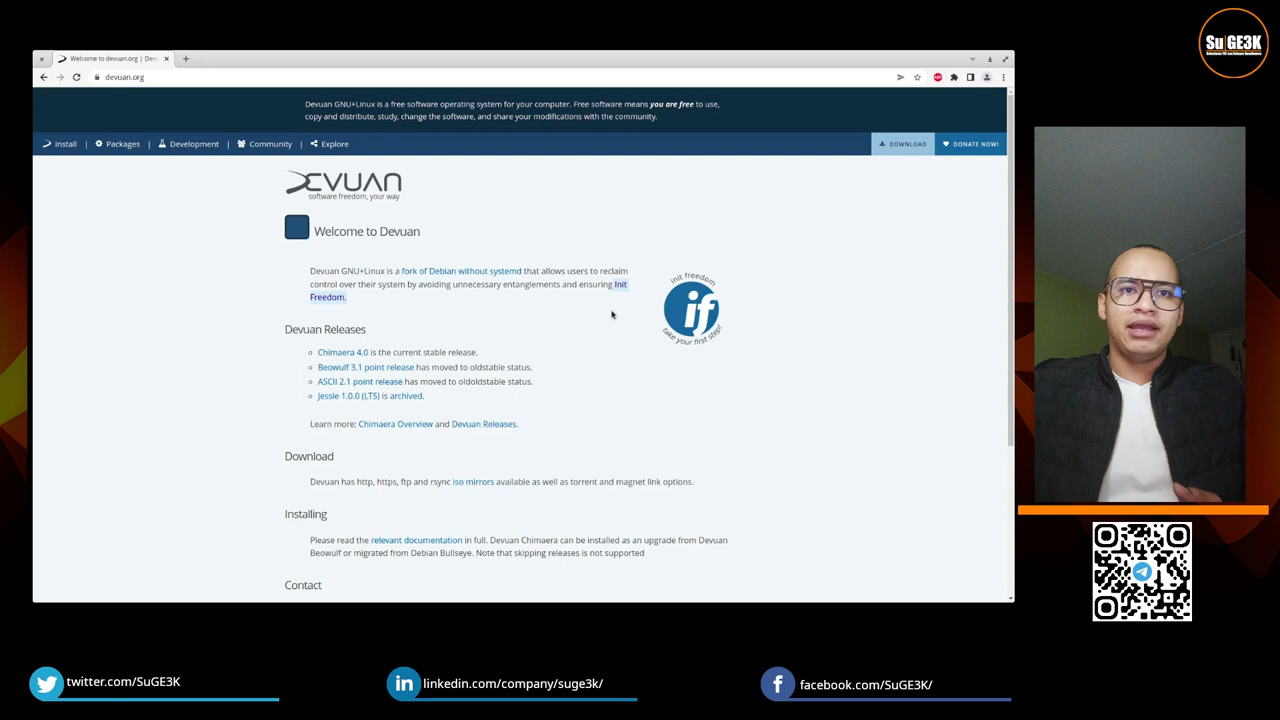 SuGE3K
Welcome to devuan.org | Dev
devuan.org
Devuan GNU+Linux is a free software operating system for your computer. Free software means you are free to use,
copy and distribute, study, change the software, and share your modifications with the community.
Install | Packages | Development | Community | Explore
DOWNLOAD
DONATE NOW!
DEVUAN
software freedom, your way
Welcome to Devuan
Devuan GNU+Linux is a fork of Debian without systemd that allows users to reclaim
control over their system by avoiding unnecessary entanglements and ensuring Init
Freedom.
init freedom
if
take your first step!
Devuan Releases
Chimaera 4.0 is the current stable release.
Beowulf 3.1 point release has moved to oldstable status.
ASCII 2.1 point release has moved to oldoldstable status.
Jessie 1.0.0 (LTS) is archived.
Learn more: Chimaera Overview and Devuan Releases.
Download
Devuan has http, https, ftp and rsync iso mirrors available as well as torrent and magnet link options.
Installing
Please read the relevant documentation in full. Devuan Chimaera can be installed as an upgrade from Devuan
Beowulf or migrated from Debian Bullseye. Note that skipping releases is not supported
Contact
twitter.com/SuGE3K
linkedin.com/company/suge3k/
facebook.com/SuGE3K/